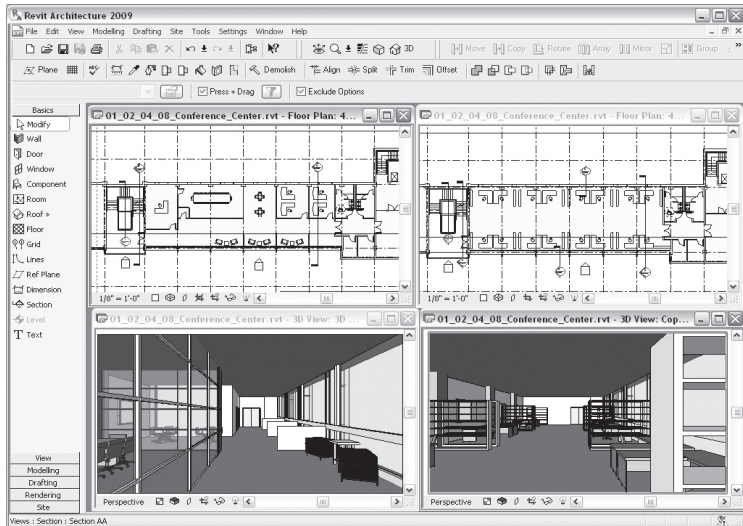 Revit Architecture 2009
File Edit View Modelling Drafting Site Tools Settings Window Help
3D Move Copy Rotate Array Mirror Group
Plane Demolish Align Split Trim Offset
Press + Drag Exclude Options
Basics
Modify
Wall
Door
Window
Component
Room
Roof »
Floor
Grid
Lines
Ref Plane
Dimension
Section
Level
Text
View
Modelling
Drafting
Rendering
Site
01_02_04_08_Conference_Center.rvt - Floor Plan: 4...
1/8" = 1'-0"
01_02_04_08_Conference_Center.rvt - Floor Plan: 4...
1/8" = 1'-0"
01_02_04_08_Conference_Center.rvt - 3D View: 3D ...
Perspective
01_02_04_08_Conference_Center.rvt - 3D View: Cop...
Perspective
Views : Section : Section AA